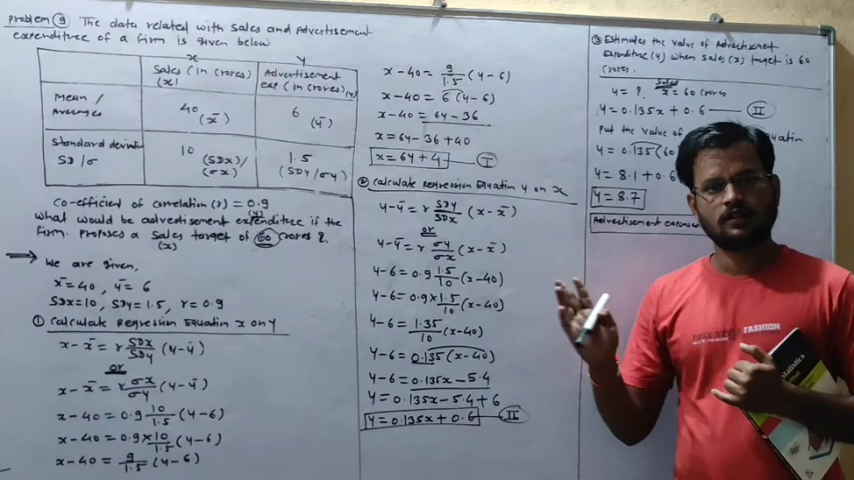 Problem ⑨ The data related with Sales and Advertisement
expenditure of a firm is given below
x y
Sales (in crores) (x) Advertisement exp (in crores) (y)
Mean / Averages 40 (x̄) 6 (ȳ)
Standard deviation SD/σ 10 (SDx)/(σx) 1.5 (SDy/σy)
Co-efficient of correlation (r) = 0.9
What would be advertisement expenditure (y) if the
firm proposes a sales target of 60 crores ?
(x)
We are given,
x̄ = 40, ȳ = 6
SDx = 10, SDy = 1.5, r = 0.9
① Calculate Regression Equation x on y
x - x̄ = r SDx/SDy (y - ȳ)
or
x - x̄ = r σx/σy (y - ȳ)
x - 40 = 0.9 10/1.5 (y - 6)
x - 40 = 0.9 × 10/1.5 (y - 6)
x - 40 = 9/1.5 (y - 6)
x - 40 = 9/1.5 (y - 6)
x - 40 = 6 (y - 6)
x - 40 = 6y - 36
x = 6y - 36 + 40
x = 6y + 4 Ⅰ
② Calculate regression Equation y on x
y - ȳ = r SDy/SDx (x - x̄)
or
y - ȳ = r σy/σx (x - x̄)
y - 6 = 0.9 1.5/10 (x - 40)
y - 6 = 0.9 × 1.5/10 (x - 40)
y - 6 = 1.35/10 (x - 40)
y - 6 = 0.135 (x - 40)
y - 6 = 0.135x - 5.4
y = 0.135x - 5.4 + 6
y = 0.135x + 0.6 Ⅱ
③ Estimates the value of Advertisement
Expenditure (y) when sales (x) target is 60
crores.
y = ?, Sales x = 60 crores
y = 0.135x + 0.6 Ⅱ
Put the value of
y = 0.135 (60
y = 8.1 + 0.6
y = 8.7
Advertisement
FASHION
Statistics